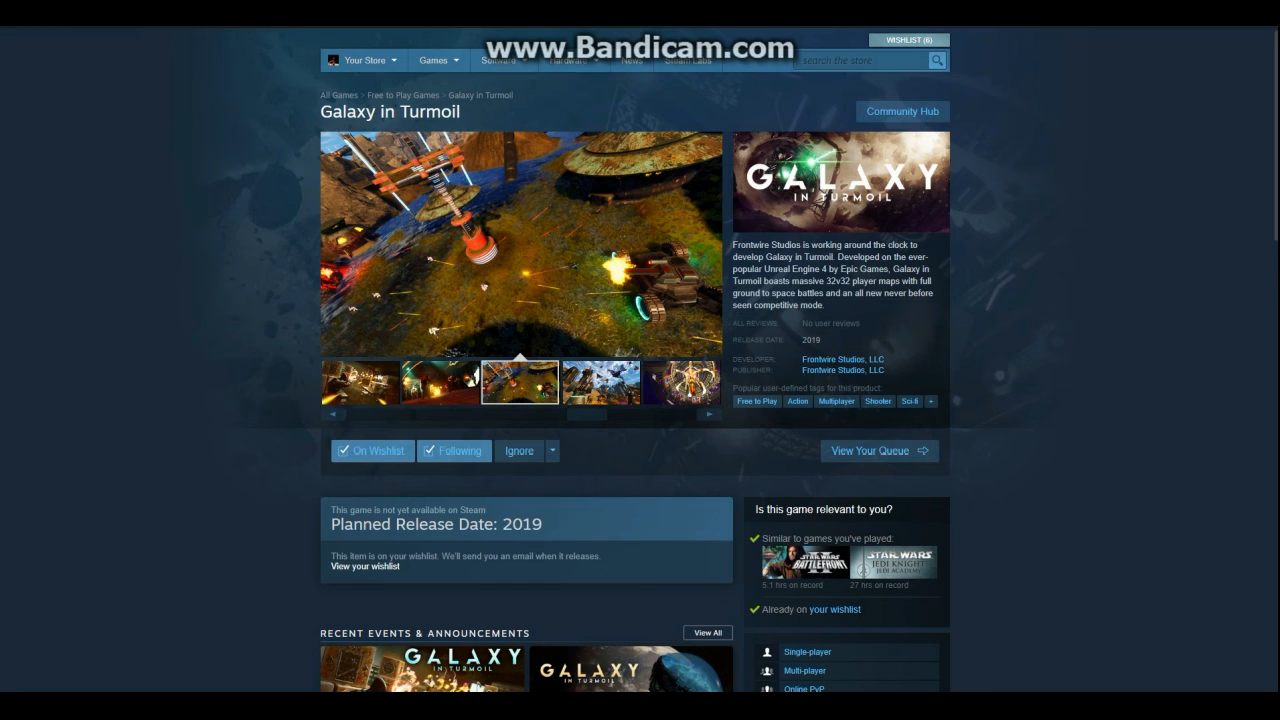 www.Bandicam.com
WISHLIST (6)
Your Store
Games
Software
Hardware
News
Steam Labs
search the store
All Games > Free to Play Games > Galaxy in Turmoil
Galaxy in Turmoil
Community Hub
GALAXY
IN TURMOIL
Frontwire Studios is working around the clock to
develop Galaxy in Turmoil. Developed on the ever-
popular Unreal Engine 4 by Epic Games, Galaxy in
Turmoil boasts massive 32v32 player maps with full
ground to space battles and an all new never before
seen competitive mode.
ALL REVIEWS: No user reviews
RELEASE DATE: 2019
DEVELOPER: Frontwire Studios, LLC
PUBLISHER: Frontwire Studios, LLC
Popular user-defined tags for this product:
Free to Play Action Multiplayer Shooter Sci-fi +
On Wishlist
Following
Ignore
View Your Queue
This game is not yet available on Steam
Planned Release Date: 2019
This item is on your wishlist. We'll send you an email when it releases.
View your wishlist
Is this game relevant to you?
Similar to games you've played:
STAR WARS
BATTLEFRONT
II
STAR WARS
JEDI KNIGHT
JEDI ACADEMY
5.1 hrs on record
27 hrs on record
Already on your wishlist
RECENT EVENTS & ANNOUNCEMENTS
View All
GALAXY
IN TURMOIL
GALAXY
IN TURMOIL
Single-player
Multi-player
Online PvP